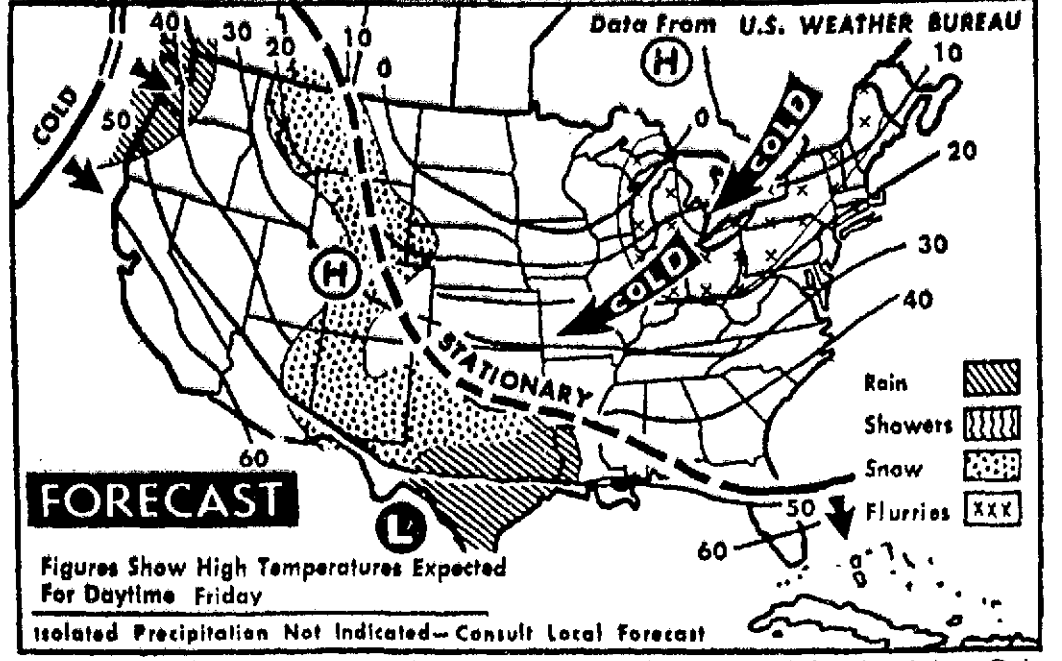 Data From U.S. WEATHER BUREAU
40
30
20
10
0
H
10
COLD
50
COLD
0
20
H
COLD
30
40
STATIONARY
Rain
Showers
60
Snow
FORECAST
50
Flurries
xxx
L
60
Figures Show High Temperatures Expected
For Daytime Friday
Isolated Precipitation Not Indicated— Consult Local Forecast